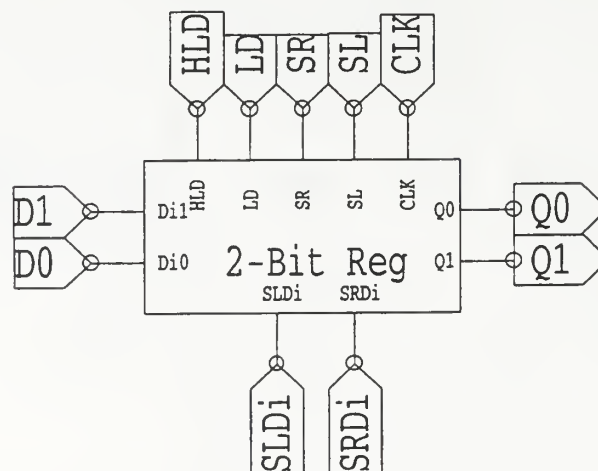 HLD LD SR SL CLK
HLD LD SR SL CLK
D1 Di1 Q0 Q0
D0 Di0 2-Bit Reg Q1 Q1
SLDi SRDi
SLDi SRDi